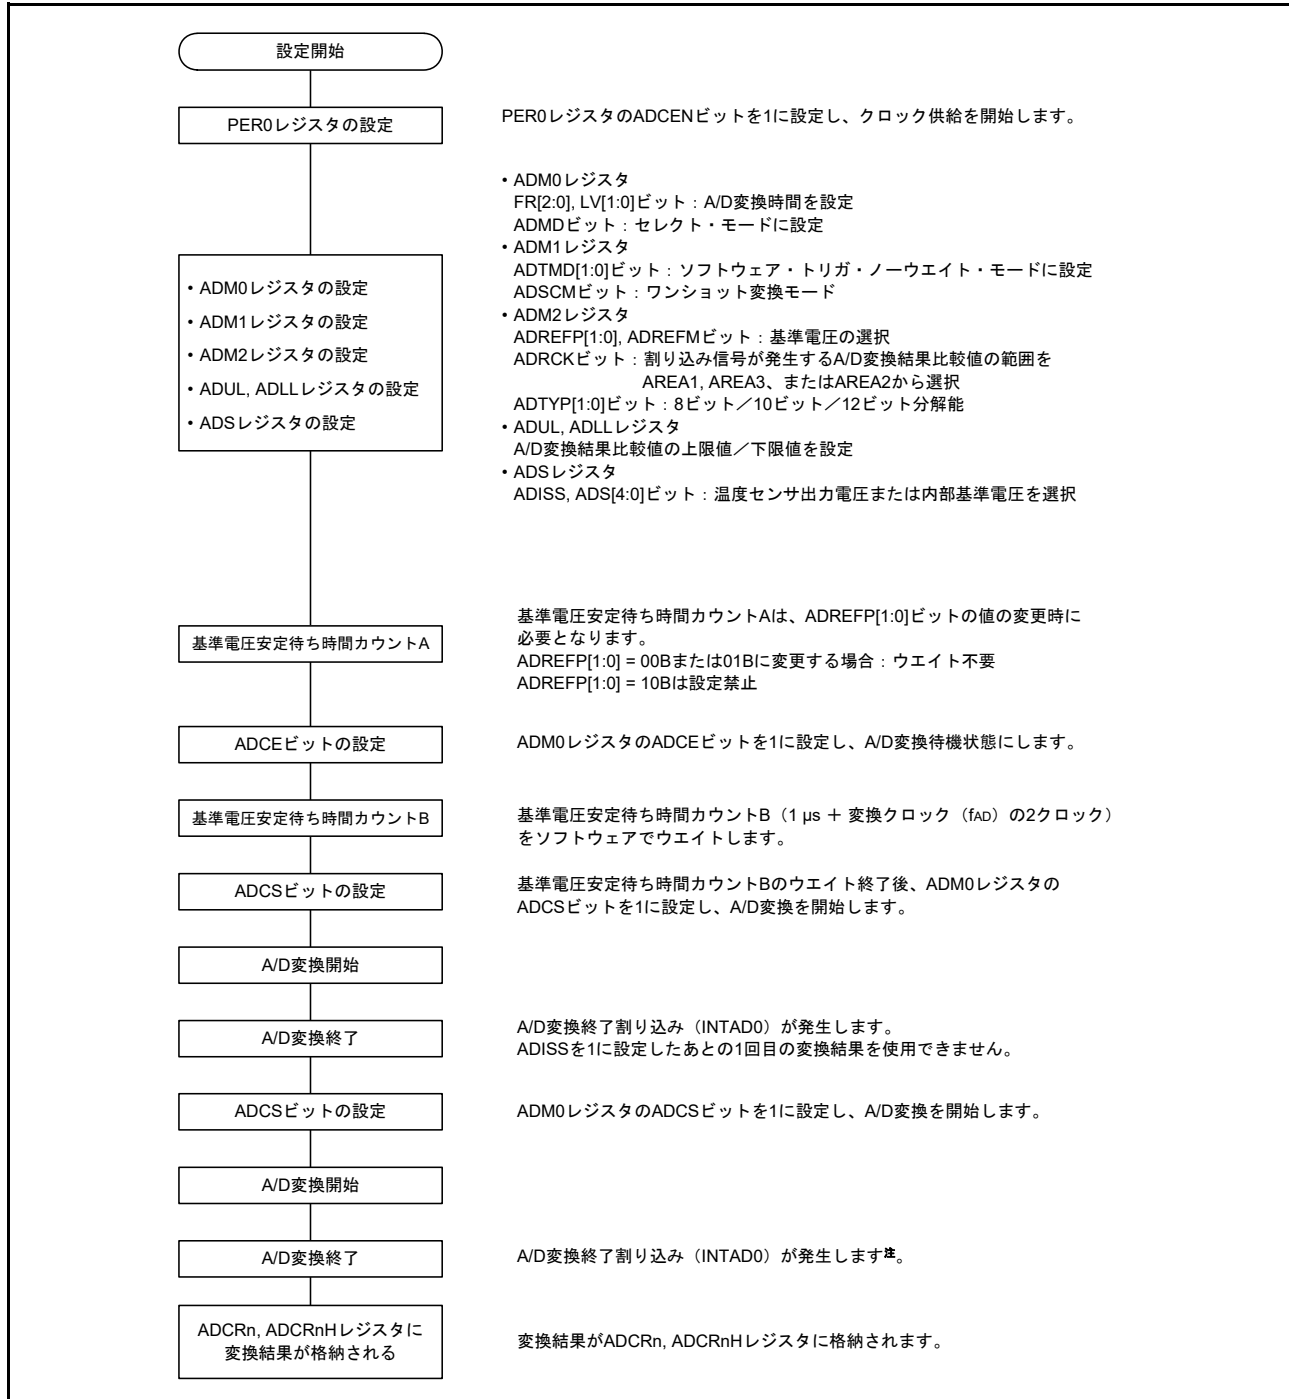 設定開始
PER0レジスタの設定
PER0レジスタのADCENビットを1に設定し、クロック供給を開始します。
・ADM0レジスタの設定
・ADM1レジスタの設定
・ADM2レジスタの設定
・ADUL, ADLLレジスタの設定
・ADSレジスタの設定
・ADM0レジスタ
FR[2:0], LV[1:0]ビット：A/D変換時間を設定
ADMDビット：セレクト・モードに設定
・ADM1レジスタ
ADTMD[1:0]ビット：ソフトウェア・トリガ・ノーウエイト・モードに設定
ADSCMビット：ワンショット変換モード
・ADM2レジスタ
ADREFP[1:0], ADREFMビット：基準電圧の選択
ADRCKビット：割り込み信号が発生するA/D変換結果比較値の範囲を
AREA1, AREA3、またはAREA2から選択
ADTYP[1:0]ビット：8ビット／10ビット／12ビット分解能
・ADUL, ADLLレジスタ
A/D変換結果比較値の上限値／下限値を設定
・ADSレジスタ
ADISS, ADS[4:0]ビット：温度センサ出力電圧または内部基準電圧を選択
基準電圧安定待ち時間カウントA
基準電圧安定待ち時間カウントAは、ADREFP[1:0]ビットの値の変更時に
必要となります。
ADREFP[1:0] = 00Bまたは01Bに変更する場合：ウエイト不要
ADREFP[1:0] = 10Bは設定禁止
ADCEビットの設定
ADM0レジスタのADCEビットを1に設定し、A/D変換待機状態にします。
基準電圧安定待ち時間カウントB
基準電圧安定待ち時間カウントB（1 µs ＋ 変換クロック（fAD）の2クロック）
をソフトウェアでウエイトします。
ADCSビットの設定
基準電圧安定待ち時間カウントBのウエイト終了後、ADM0レジスタの
ADCSビットを1に設定し、A/D変換を開始します。
A/D変換開始
A/D変換終了
A/D変換終了割り込み（INTAD0）が発生します。
ADISSを1に設定したあとの1回目の変換結果を使用できません。
ADCSビットの設定
ADM0レジスタのADCSビットを1に設定し、A/D変換を開始します。
A/D変換開始
A/D変換終了
A/D変換終了割り込み（INTAD0）が発生します注。
ADCRn, ADCRnHレジスタに
変換結果が格納される
変換結果がADCRn, ADCRnHレジスタに格納されます。